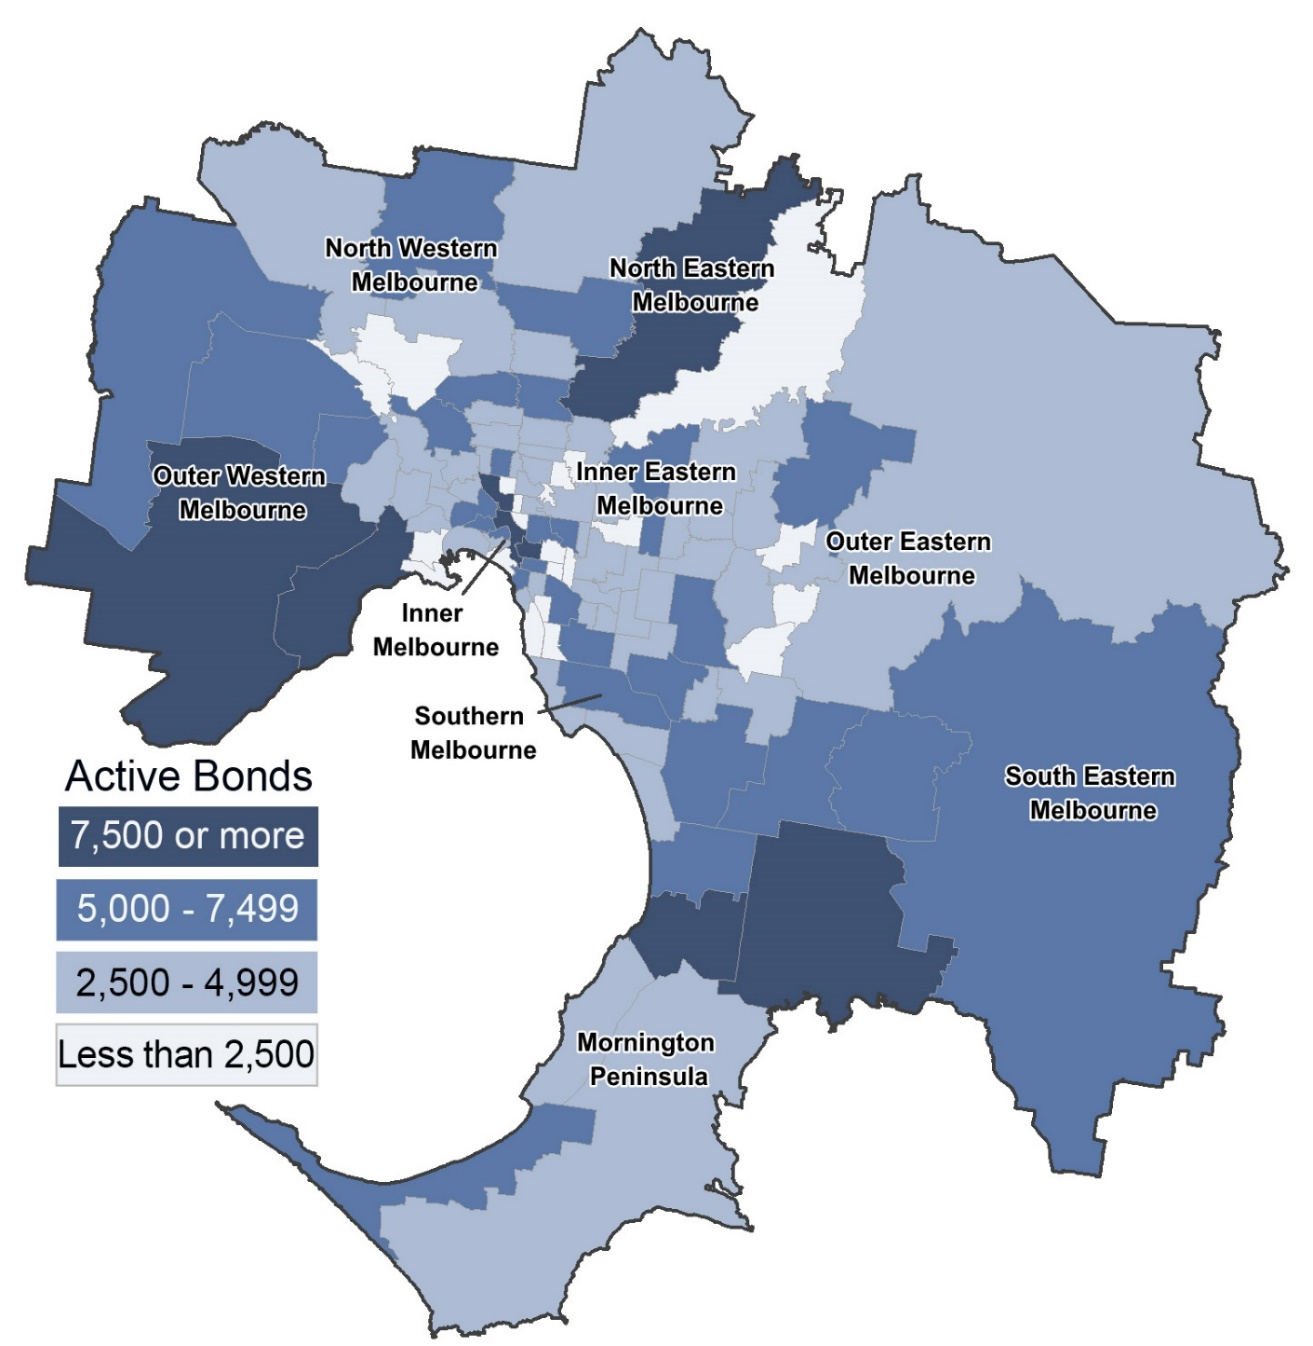 North Western
Melbourne
North Eastern
Melbourne
Outer Western
Melbourne
Inner Eastern
Melbourne
Outer Eastern
Melbourne
Inner
Melbourne
Southern
Melbourne
South Eastern
Melbourne
Mornington
Peninsula
Active Bonds
7,500 or more
5,000 - 7,499
2,500 - 4,999
Less than 2,500